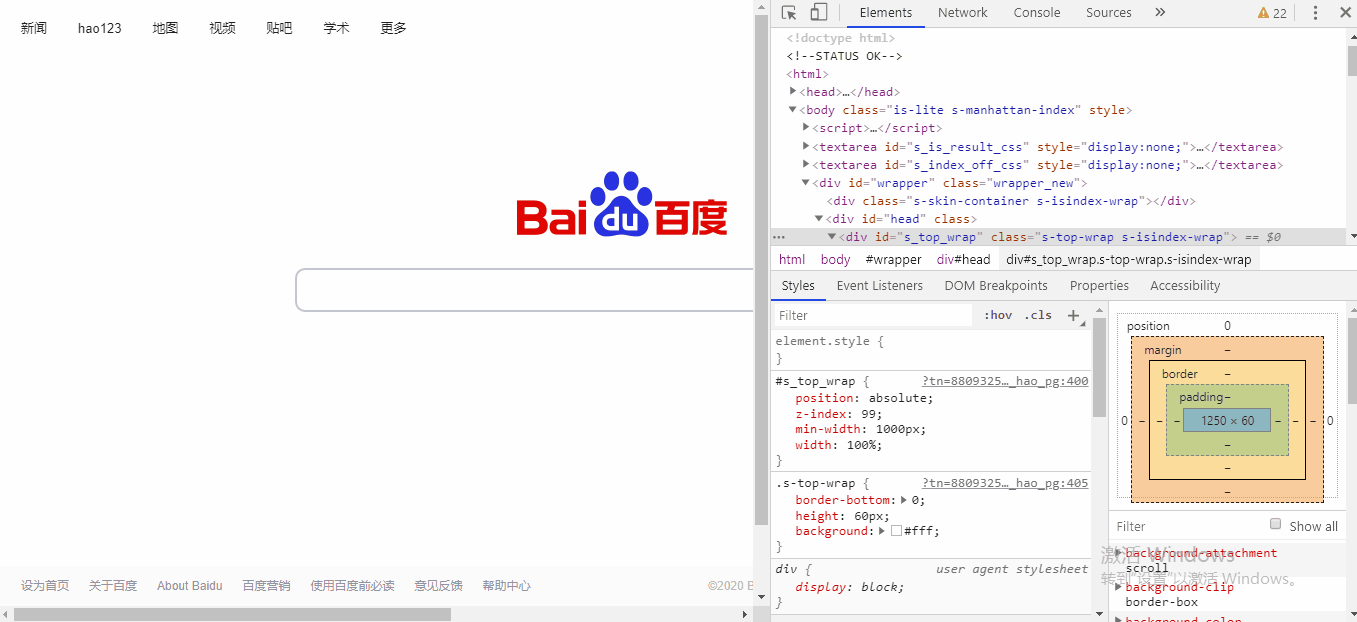 新闻 hao123 地图 视频 贴吧 学术 更多
Bai du 百度
设为首页 关于百度 About Baidu 百度营销 使用百度前必读 意见反馈 帮助中心 ©2020 B
Elements Network Console Sources » 22
<!doctype html>
<!--STATUS OK-->
<html>
<head>…</head>
<body class="is-lite s-manhattan-index" style>
<script>…</script>
<textarea id="s_is_result_css" style="display:none;">…</textarea>
<textarea id="s_index_off_css" style="display:none;">…</textarea>
<div id="wrapper" class="wrapper_new">
<div class="s-skin-container s-isindex-wrap"></div>
<div id="head" class>
<div id="s_top_wrap" class="s-top-wrap s-isindex-wrap"> == $0
html body #wrapper div#head div#s_top_wrap.s-top-wrap.s-isindex-wrap
Styles Event Listeners DOM Breakpoints Properties Accessibility
Filter :hov .cls +
element.style {
}
#s_top_wrap { ?tn=8809325…_hao_pg:400
position: absolute;
z-index: 99;
min-width: 1000px;
width: 100%;
}
.s-top-wrap { ?tn=8809325…_hao_pg:405
border-bottom: 0;
height: 60px;
background: #fff;
}
div { user agent stylesheet
display: block;
}
position 0
margin –
border –
padding –
0 – – – 1250 × 60 – – – 0
–
–
–
Filter Show all
background-attachment
scroll
background-clip
border-box
background-color
激活 Windows
转到"设置"以激活 Windows。